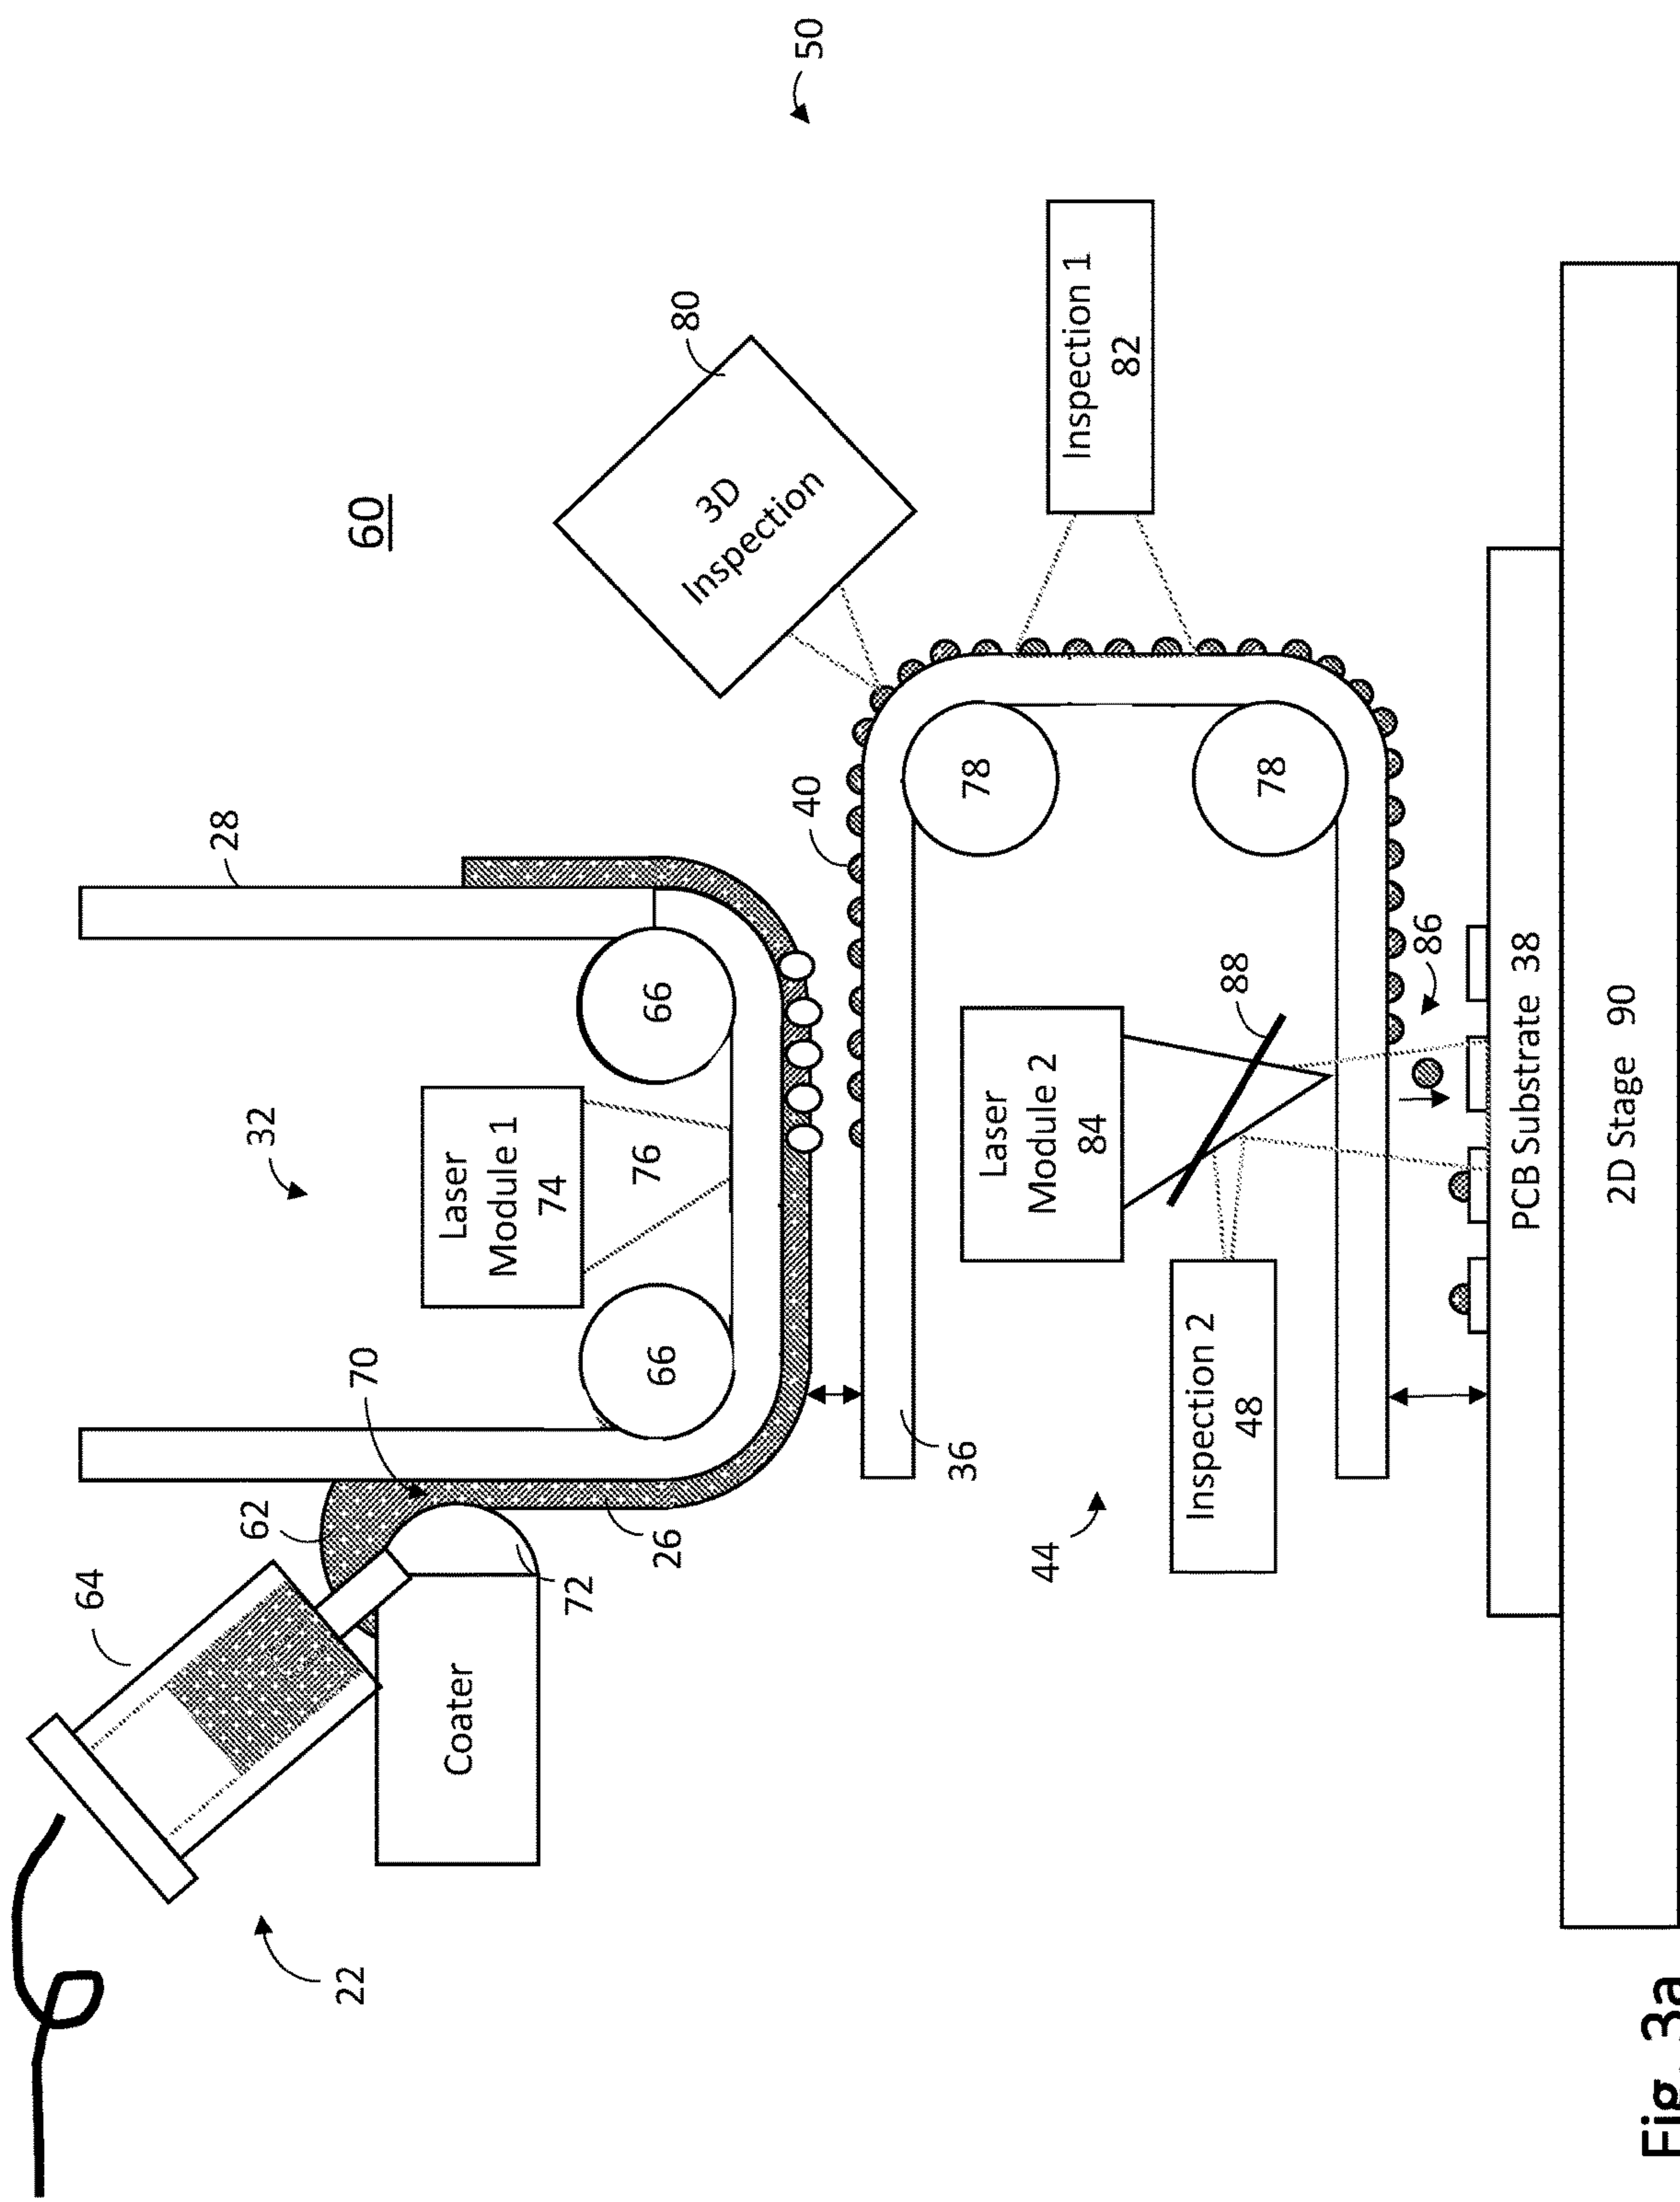 50
60
80
3D
Inspection
Inspection 1
82
28
32
Laser
Module 1
74
76
66
66
70
62
64
Coater
72
26
22
40
78
78
36
44
Laser
Module 2
84
88
86
Inspection 2
48
PCB Substrate 38
2D Stage 90
Fig. 3a